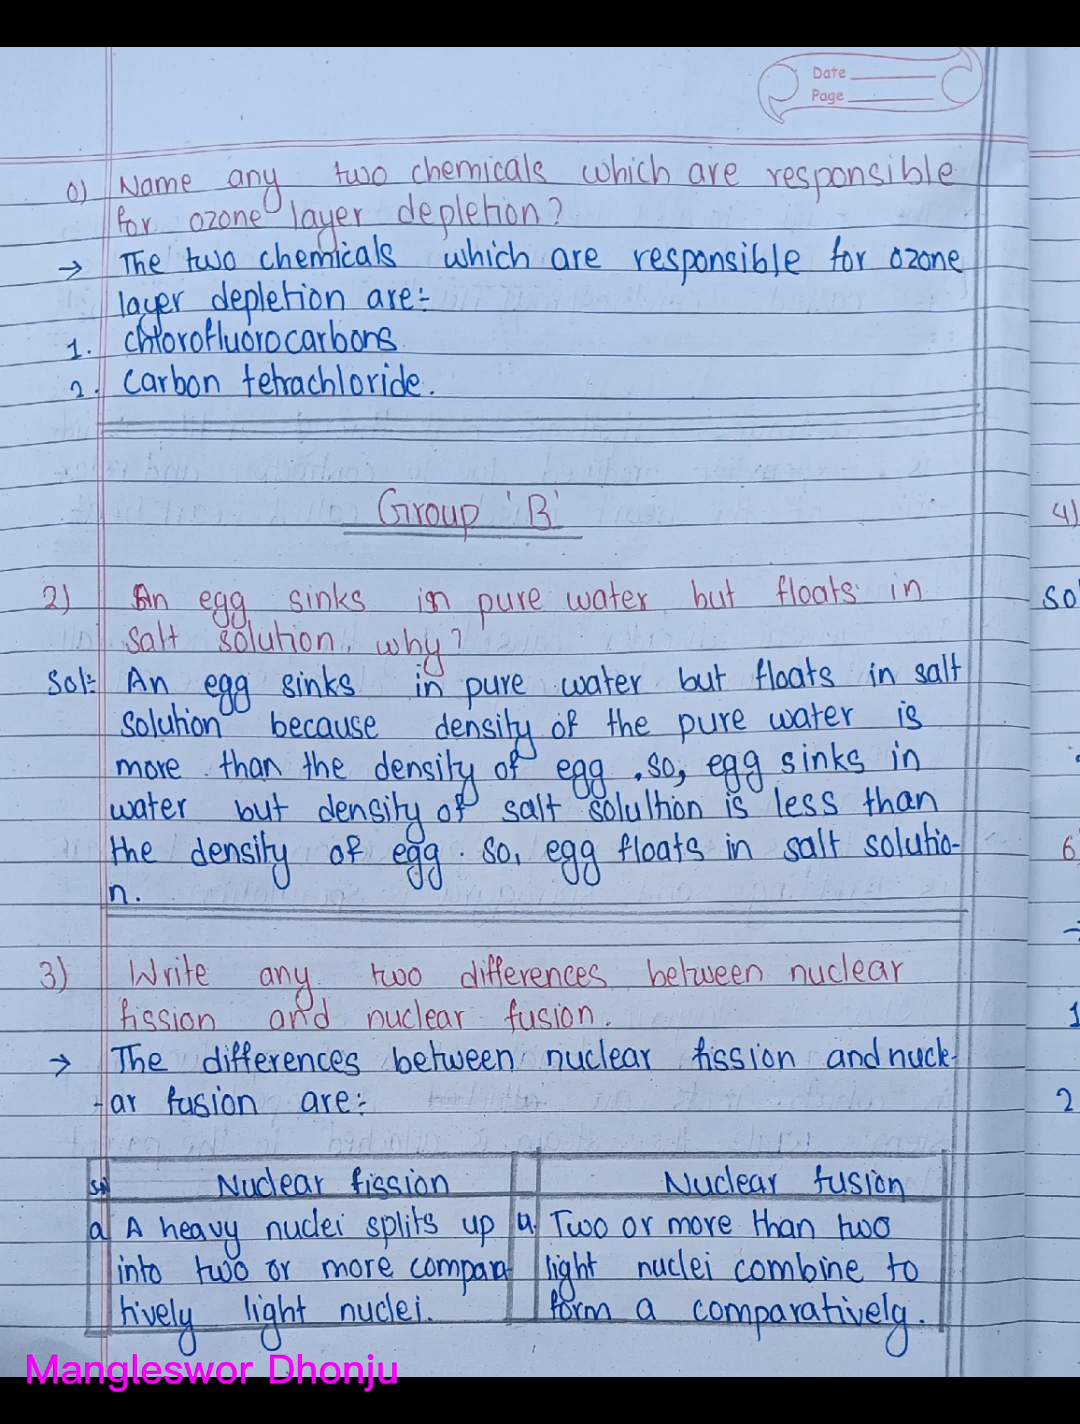 Date
Page
o) Name any two chemicals which are responsible
for ozone layer depletion?
→ The two chemicals which are responsible for ozone
layer depletion are:-
1. chlorofluorocarbons
2. Carbon tetrachloride.
Group 'B'
2) An egg sinks in pure water but floats in
salt solution, why?
Sol: An egg sinks in pure water but floats in salt
solution because density of the pure water is
more than the density of egg. so, egg sinks in
water but density of salt solulthion is less than
the density of egg. So, egg floats in salt solutio-
n.
3) Write any two differences between nuclear
fission and nuclear fusion.
→ The differences between nuclear fission and nucle-
-ar fusion are:-
SN Nuclear fission Nuclear fusion
a A heavy nuclei splits up a. Two or more than two
into two or more compara light nuclei combine to
tively light nuclei. form a comparatively.
4)
so
6
→
1
2
Mangleswor Dhonju